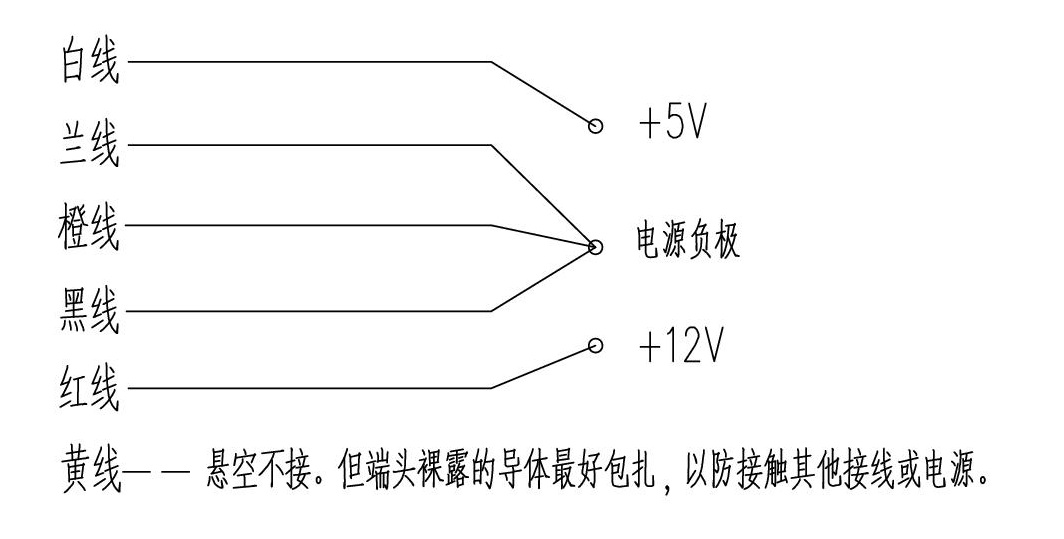 白线
+5V
兰线
橙线
电源负极
黑线
+12V
红线
黄线—— 悬空不接。但端头裸露的导体最好包扎，以防接触其他接线或电源。